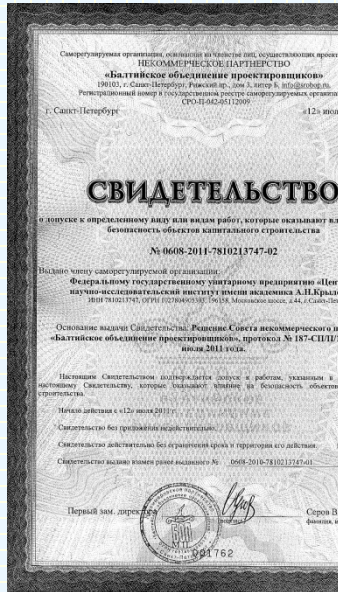 Саморегулируемая организация, основанная на членстве лиц, осуществляющих проект
НЕКОММЕРЧЕСКОЕ ПАРТНЕРСТВО
«Балтийское объединение проектировщиков»
190103, г. Санкт-Петербург, Рижский пр., дом 3, литер Б, info@srobop.ru,
Регистрационный номер в государственном реестре саморегулируемых организа
СРО-П-042-05112009
г. Санкт-Петербург «12» июл
СВИДЕТЕЛЬСТВО
о допуске к определенному виду или видам работ, которые оказывают вл
безопасность объектов капитального строительства
№ 0608-2011-7810213747-02
Выдано члену саморегулируемой организации:
Федеральному государственному унитарному предприятию «Цен
научно-исследовательский институт имени академика А.Н.Крыл
ИНН 7810213747, ОГРН 1027804905303, 196158, Московское шоссе, д.44, г.Санкт-Пе
Основание выдачи Свидетельства: Решение Совета некоммерческого п
«Балтийское объединение проектировщиков», протокол № 187-СП/П/
июля 2011 года.
Настоящим Свидетельством подтверждается допуск к работам, указанным в
настоящему Свидетельству, которые оказывают влияние на безопасность объектов
строительства.
Начало действия с «12» июля 2011 г.
Свидетельство без приложения недействительно.
Свидетельство действительно без ограничения срока и территории его действия.
Свидетельство выдано взамен ранее выданного № 0608-2010-7810213747-01
Первый зам. директора
Серов В
подпись
фамилия, и
001762